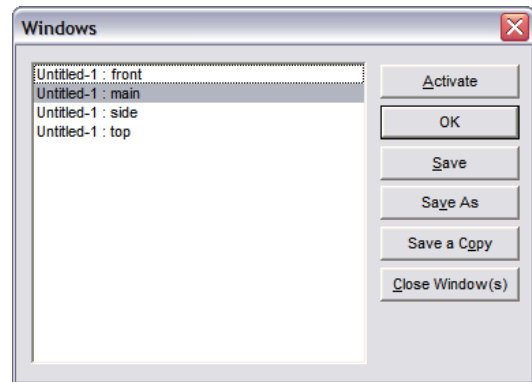 Windows
Untitled-1 : front
Untitled-1 : main
Untitled-1 : side
Untitled-1 : top
Activate
OK
Save
Save As
Save a Copy
Close Window(s)